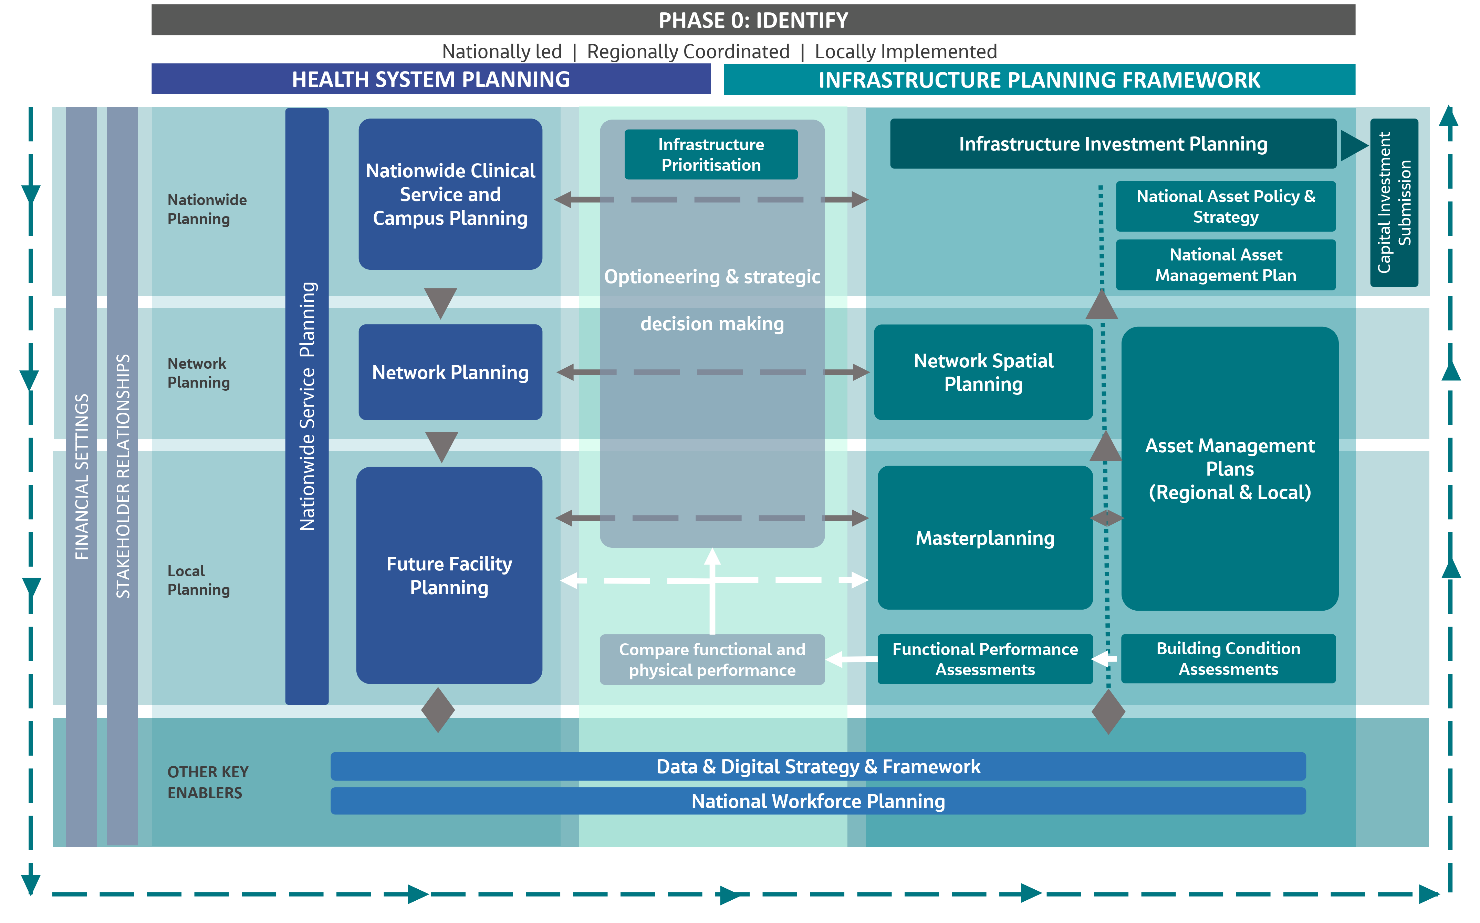 PHASE 0: IDENTIFY
Nationally led | Regionally Coordinated | Locally Implemented
HEALTH SYSTEM PLANNING
INFRASTRUCTURE PLANNING FRAMEWORK
FINANCIAL SETTINGS
STAKEHOLDER RELATIONSHIPS
Nationwide
Planning
Nationwide Service Planning
Nationwide Clinical
Service and
Campus Planning
Infrastructure
Prioritisation
Optioneering & strategic
decision making
Infrastructure Investment Planning
National Asset Policy &
Strategy
National Asset
Management Plan
Capital Investment
Submission
Network
Planning
Network Planning
Network Spatial
Planning
Asset Management
Plans
(Regional & Local)
Local
Planning
Future Facility
Planning
Masterplanning
Compare functional and
physical performance
Functional Performance
Assessments
Building Condition
Assessments
OTHER KEY
ENABLERS
Data & Digital Strategy & Framework
National Workforce Planning